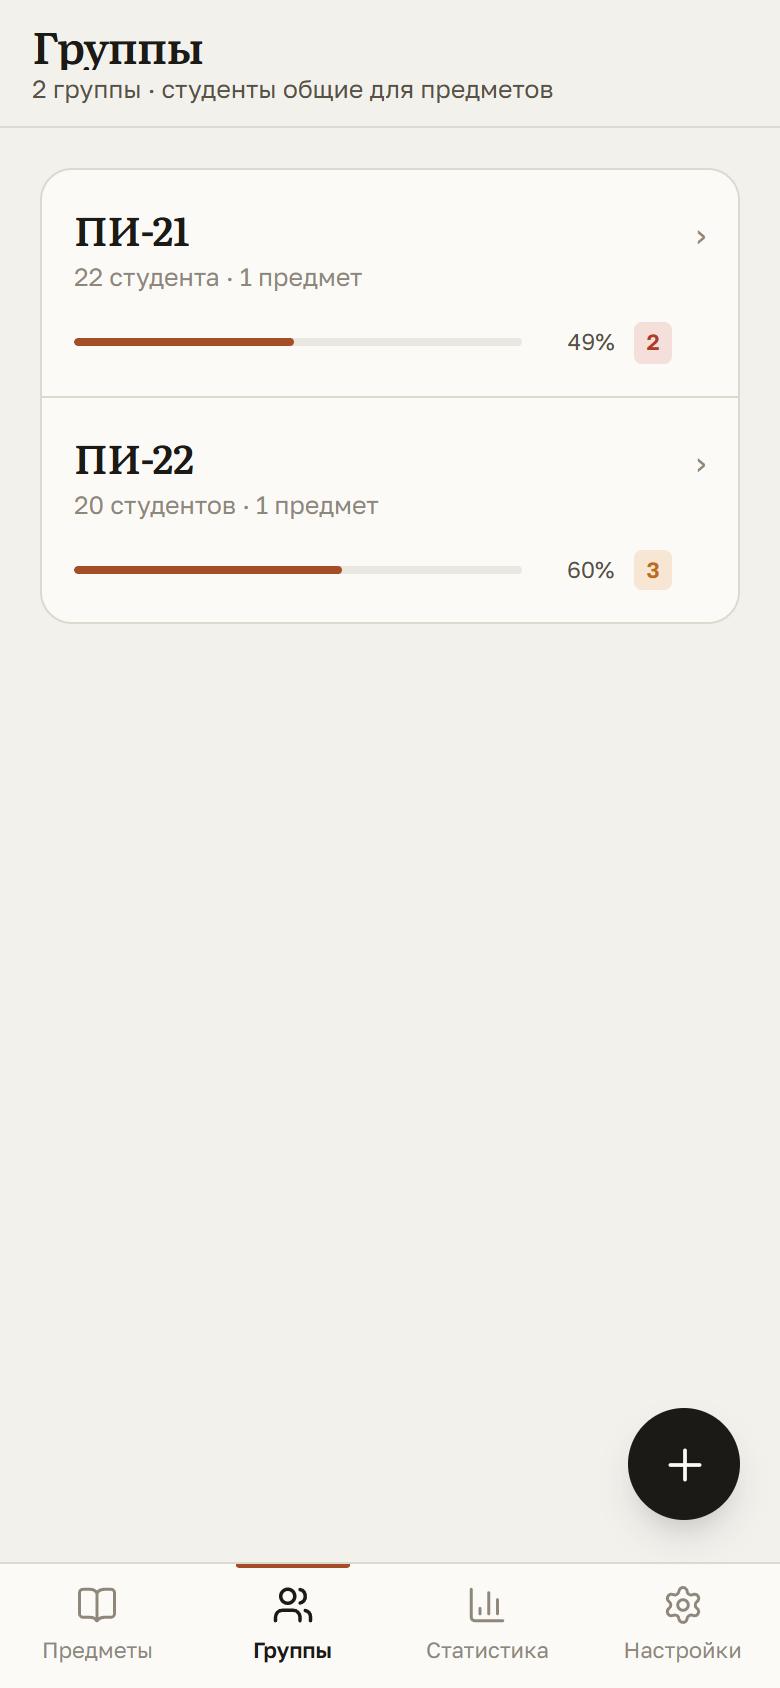 Группы
2 группы · студенты общие для предметов
ПИ-21
›
22 студента · 1 предмет
49% 2
ПИ-22
›
20 студентов · 1 предмет
60% 3
Предметы Группы Статистика Настройки